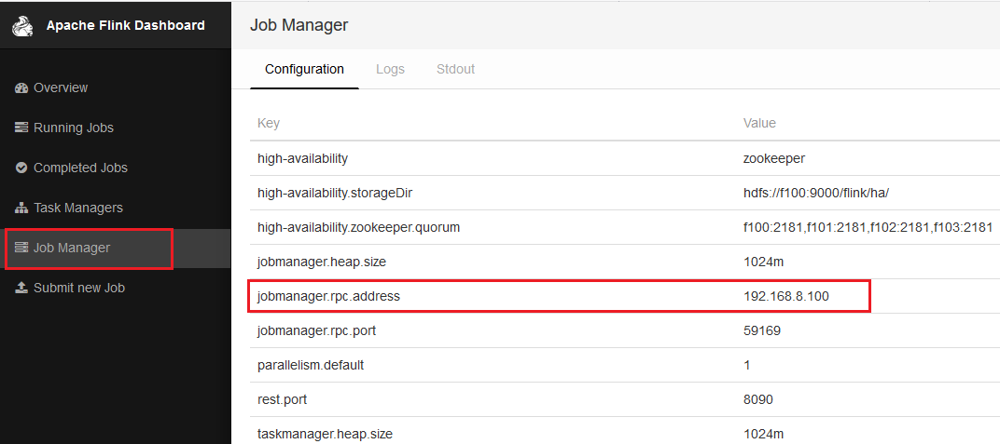 Apache Flink Dashboard
Overview
Running Jobs
Completed Jobs
Task Managers
Job Manager
Submit new Job
Job Manager
Configuration Logs Stdout
Key Value
high-availability zookeeper
high-availability.storageDir hdfs://f100:9000/flink/ha/
high-availability.zookeeper.quorum f100:2181,f101:2181,f102:2181,f103:2181
jobmanager.heap.size 1024m
jobmanager.rpc.address 192.168.8.100
jobmanager.rpc.port 59169
parallelism.default 1
rest.port 8090
taskmanager.heap.size 1024m